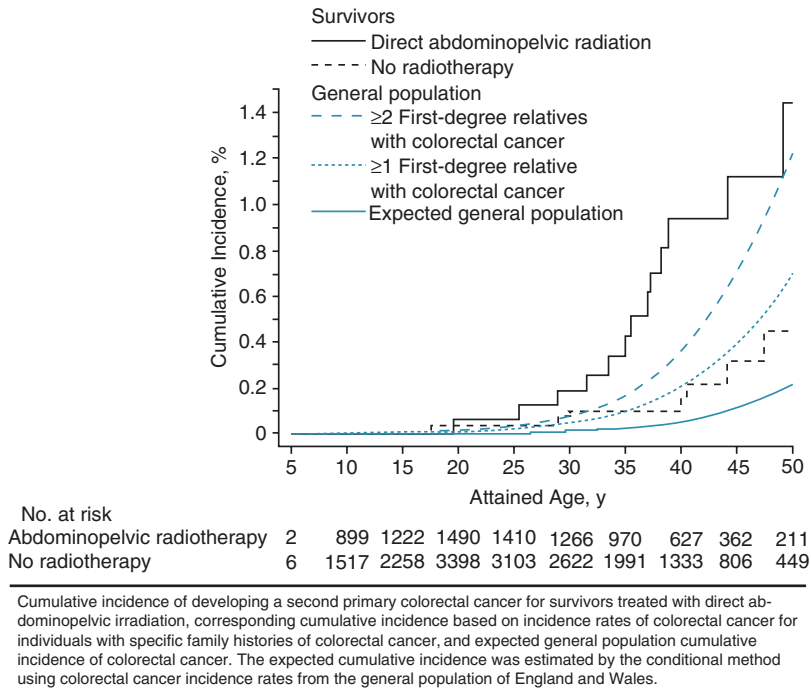 Survivors
Direct abdominopelvic radiation
No radiotherapy
General population
≥2 First-degree relatives
with colorectal cancer
≥1 First-degree relative
with colorectal cancer
Expected general population
Cumulative Incidence, %
1.4
1.2
1.0
0.8
0.6
0.4
0.2
0
5 10 15 20 25 30 35 40 45 50
Attained Age, y
No. at risk
Abdominopelvic radiotherapy 2 899 1222 1490 1410 1266 970 627 362 211
No radiotherapy 6 1517 2258 3398 3103 2622 1991 1333 806 449
Cumulative incidence of developing a second primary colorectal cancer for survivors treated with direct ab-
dominopelvic irradiation, corresponding cumulative incidence based on incidence rates of colorectal cancer for
individuals with specific family histories of colorectal cancer, and expected general population cumulative
incidence of colorectal cancer. The expected cumulative incidence was estimated by the conditional method
using colorectal cancer incidence rates from the general population of England and Wales.